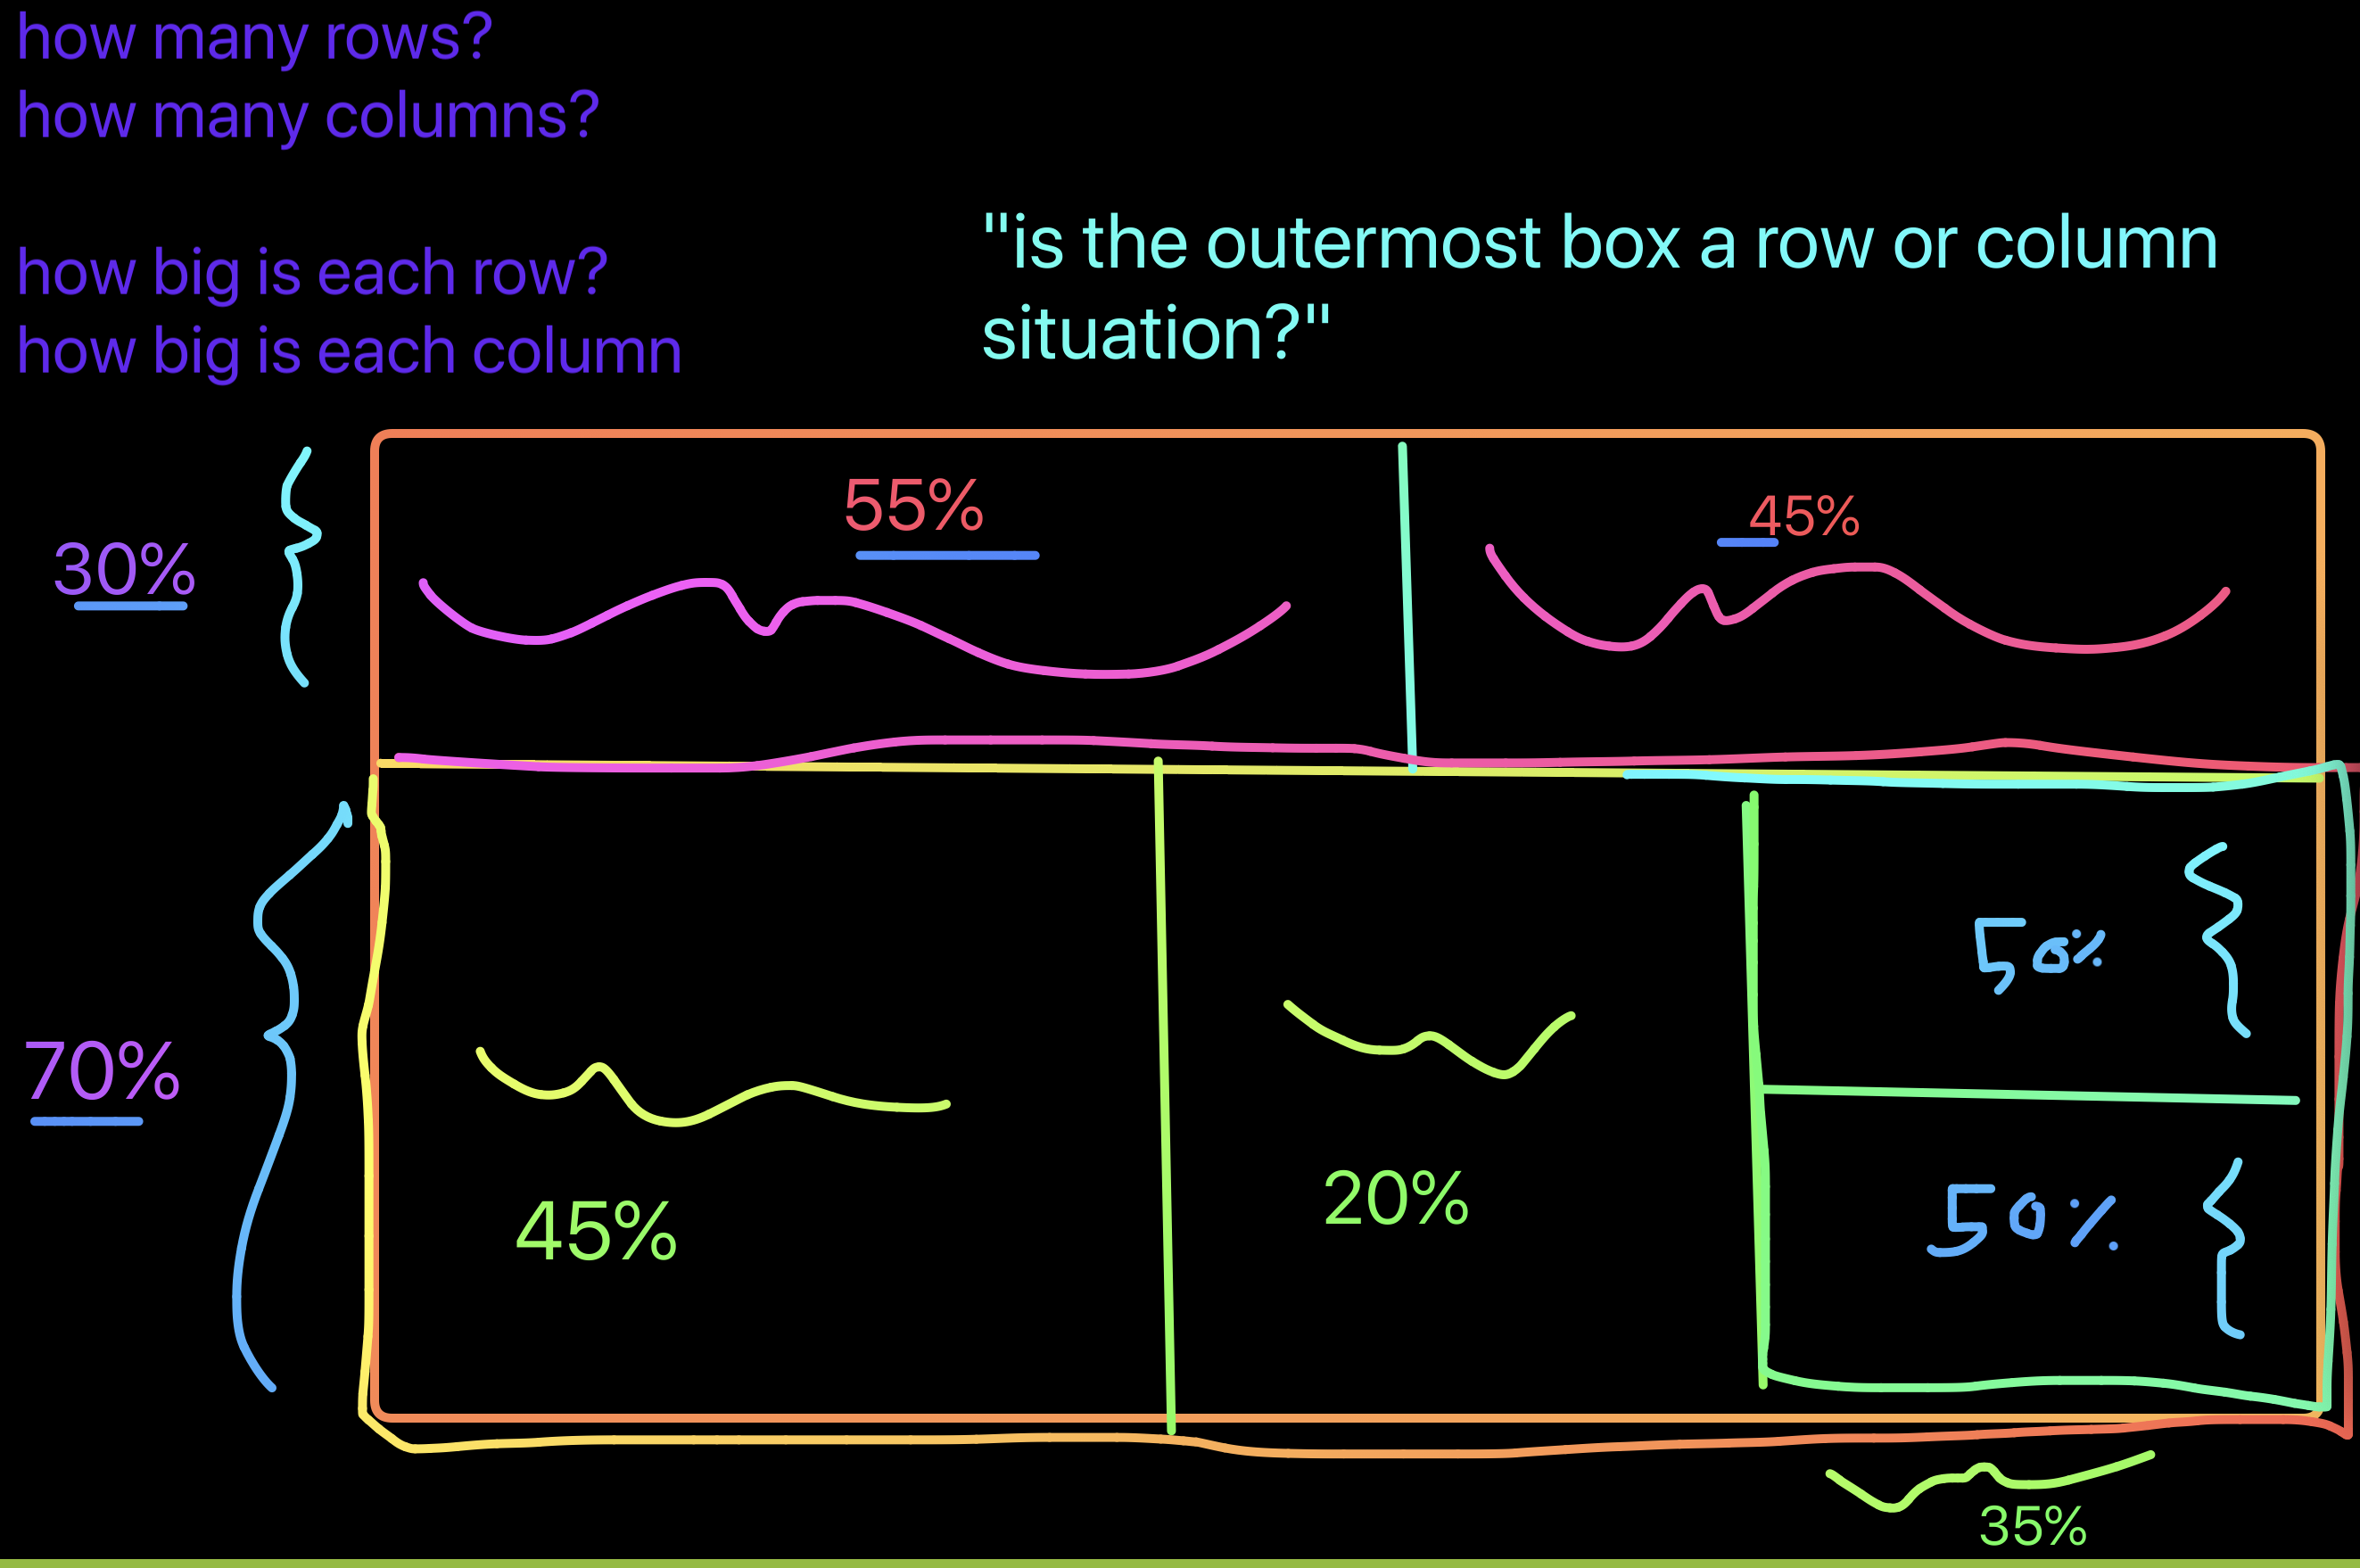 how many rows?
how many columns?
how big is each row?
how big is each column
"is the outermost box a row or column
situation?"
55%
45%
30%
50%
70%
45%
20%
50%
35%